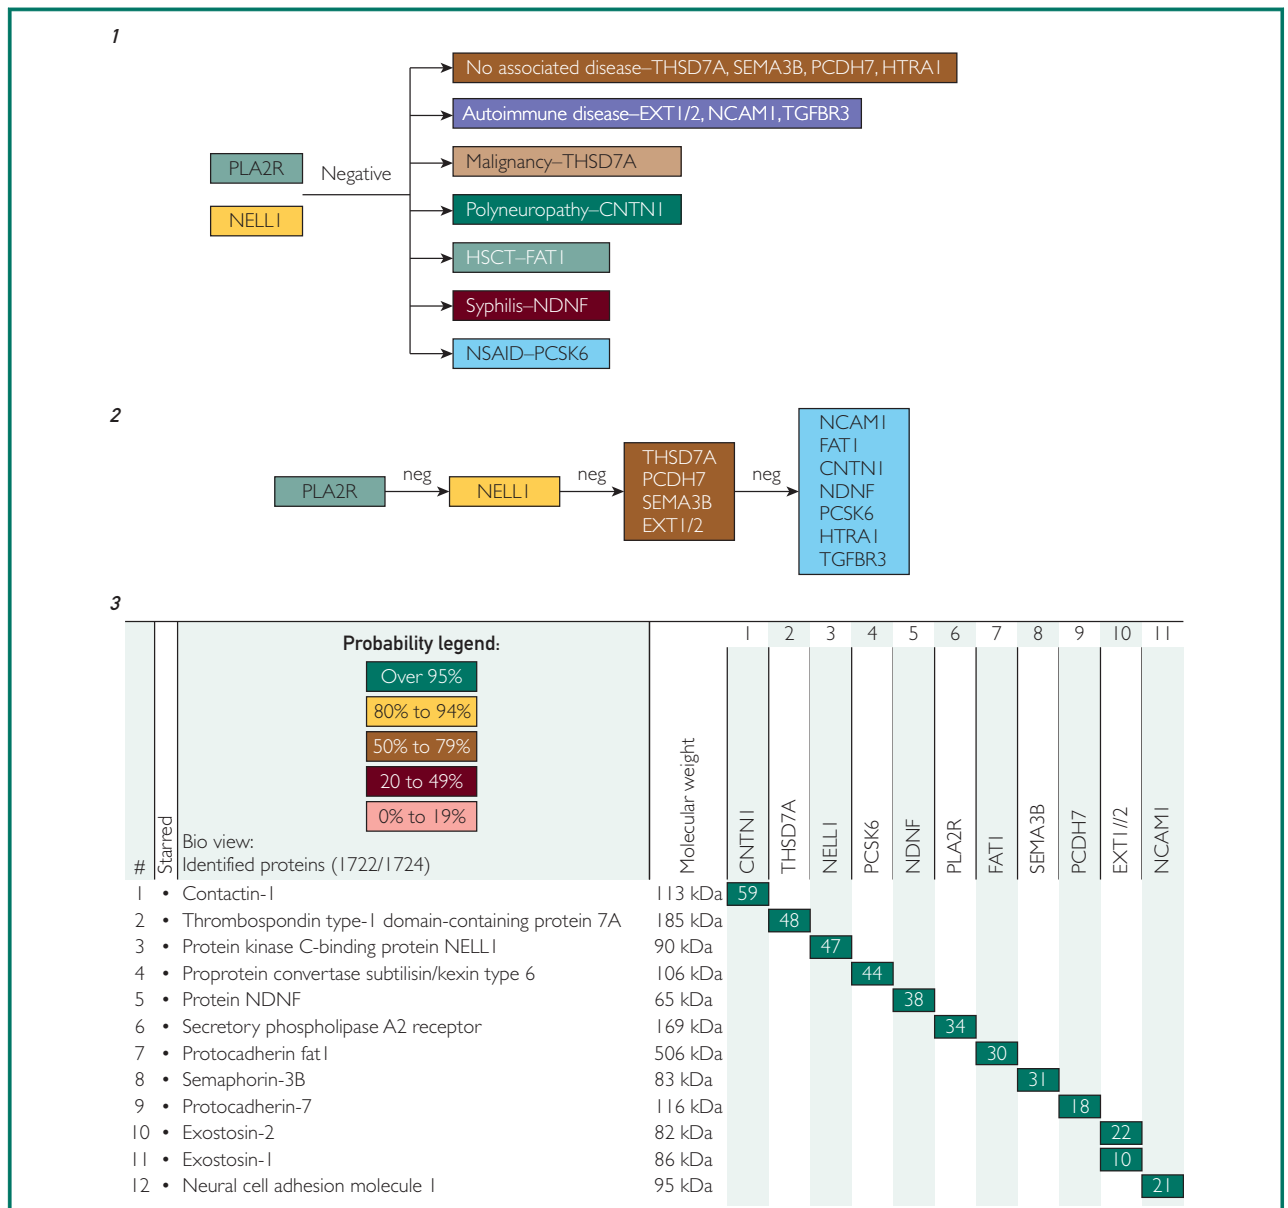 1
No associated disease–THSD7A, SEMA3B, PCDH7, HTRA1
Autoimmune disease–EXT1/2, NCAM1, TGFBR3
PLA2R
Negative
Malignancy–THSD7A
NELL1
Polyneuropathy–CNTN1
HSCT–FAT1
Syphilis–NDNF
NSAID–PCSK6
2
PLA2R
neg
NELL1
neg
THSD7A
PCDH7
SEMA3B
EXT1/2
neg
NCAM1
FAT1
CNTN1
NDNF
PCSK6
HTRA1
TGFBR3
3
Probability legend:
Over 95%
80% to 94%
50% to 79%
20 to 49%
0% to 19%
1 2 3 4 5 6 7 8 9 10 11
# Starred
Bio view:
Identified proteins (1722/1724)
Molecular weight
CNTN1
THSD7A
NELL1
PCSK6
NDNF
PLA2R
FAT1
SEMA3B
PCDH7
EXT1//2
NCAM1
1 • Contactin-1 113 kDa 59
2 • Thrombospondin type-1 domain-containing protein 7A 185 kDa 48
3 • Protein kinase C-binding protein NELL1 90 kDa 47
4 • Proprotein convertase subtilisin/kexin type 6 106 kDa 44
5 • Protein NDNF 65 kDa 38
6 • Secretory phospholipase A2 receptor 169 kDa 34
7 • Protocadherin fat1 506 kDa 30
8 • Semaphorin-3B 83 kDa 31
9 • Protocadherin-7 116 kDa 18
10 • Exostosin-2 82 kDa 22
11 • Exostosin-1 86 kDa 10
12 • Neural cell adhesion molecule 1 95 kDa 21